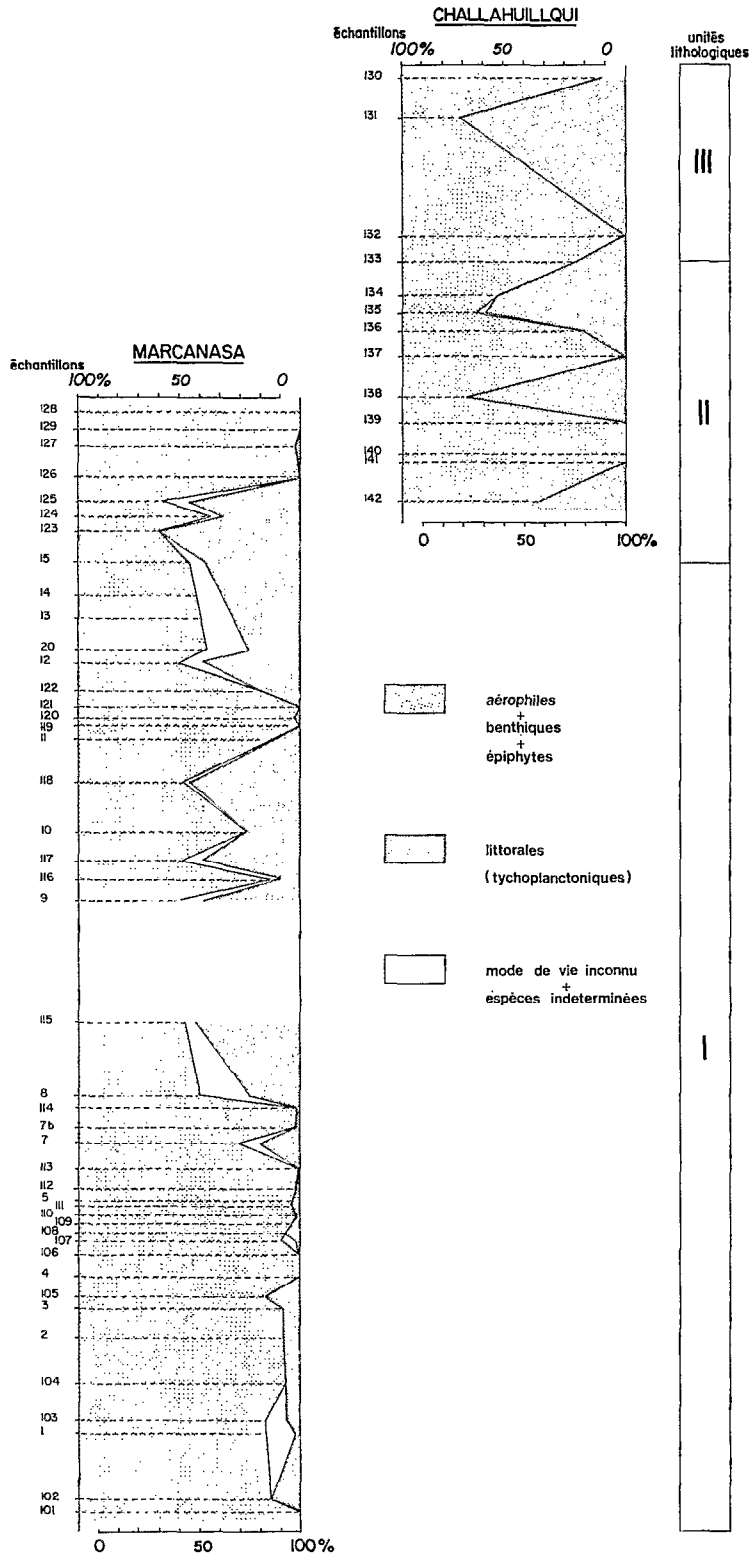 CHALLAHUILLQUI
échantillons
100% 50 0
130
131
132
133
134
135
136
137
138
139
140
141
142
0 50 100%
unités
lithologiques
III
II
I
MARCANASA
échantillons
100% 50 0
128
129
127
126
125
124
123
15
14
13
20
12
122
121
120
119
11
118
10
117
116
9
115
8
114
7b
7
113
112
5
111
110
109
108
107
106
4
105
3
2
104
103
1
102
101
0 50 100%
aérophiles
+
benthiques
+
épiphytes
littorales
(tychoplanctoniques)
mode de vie inconnu
+
espèces indeterminées